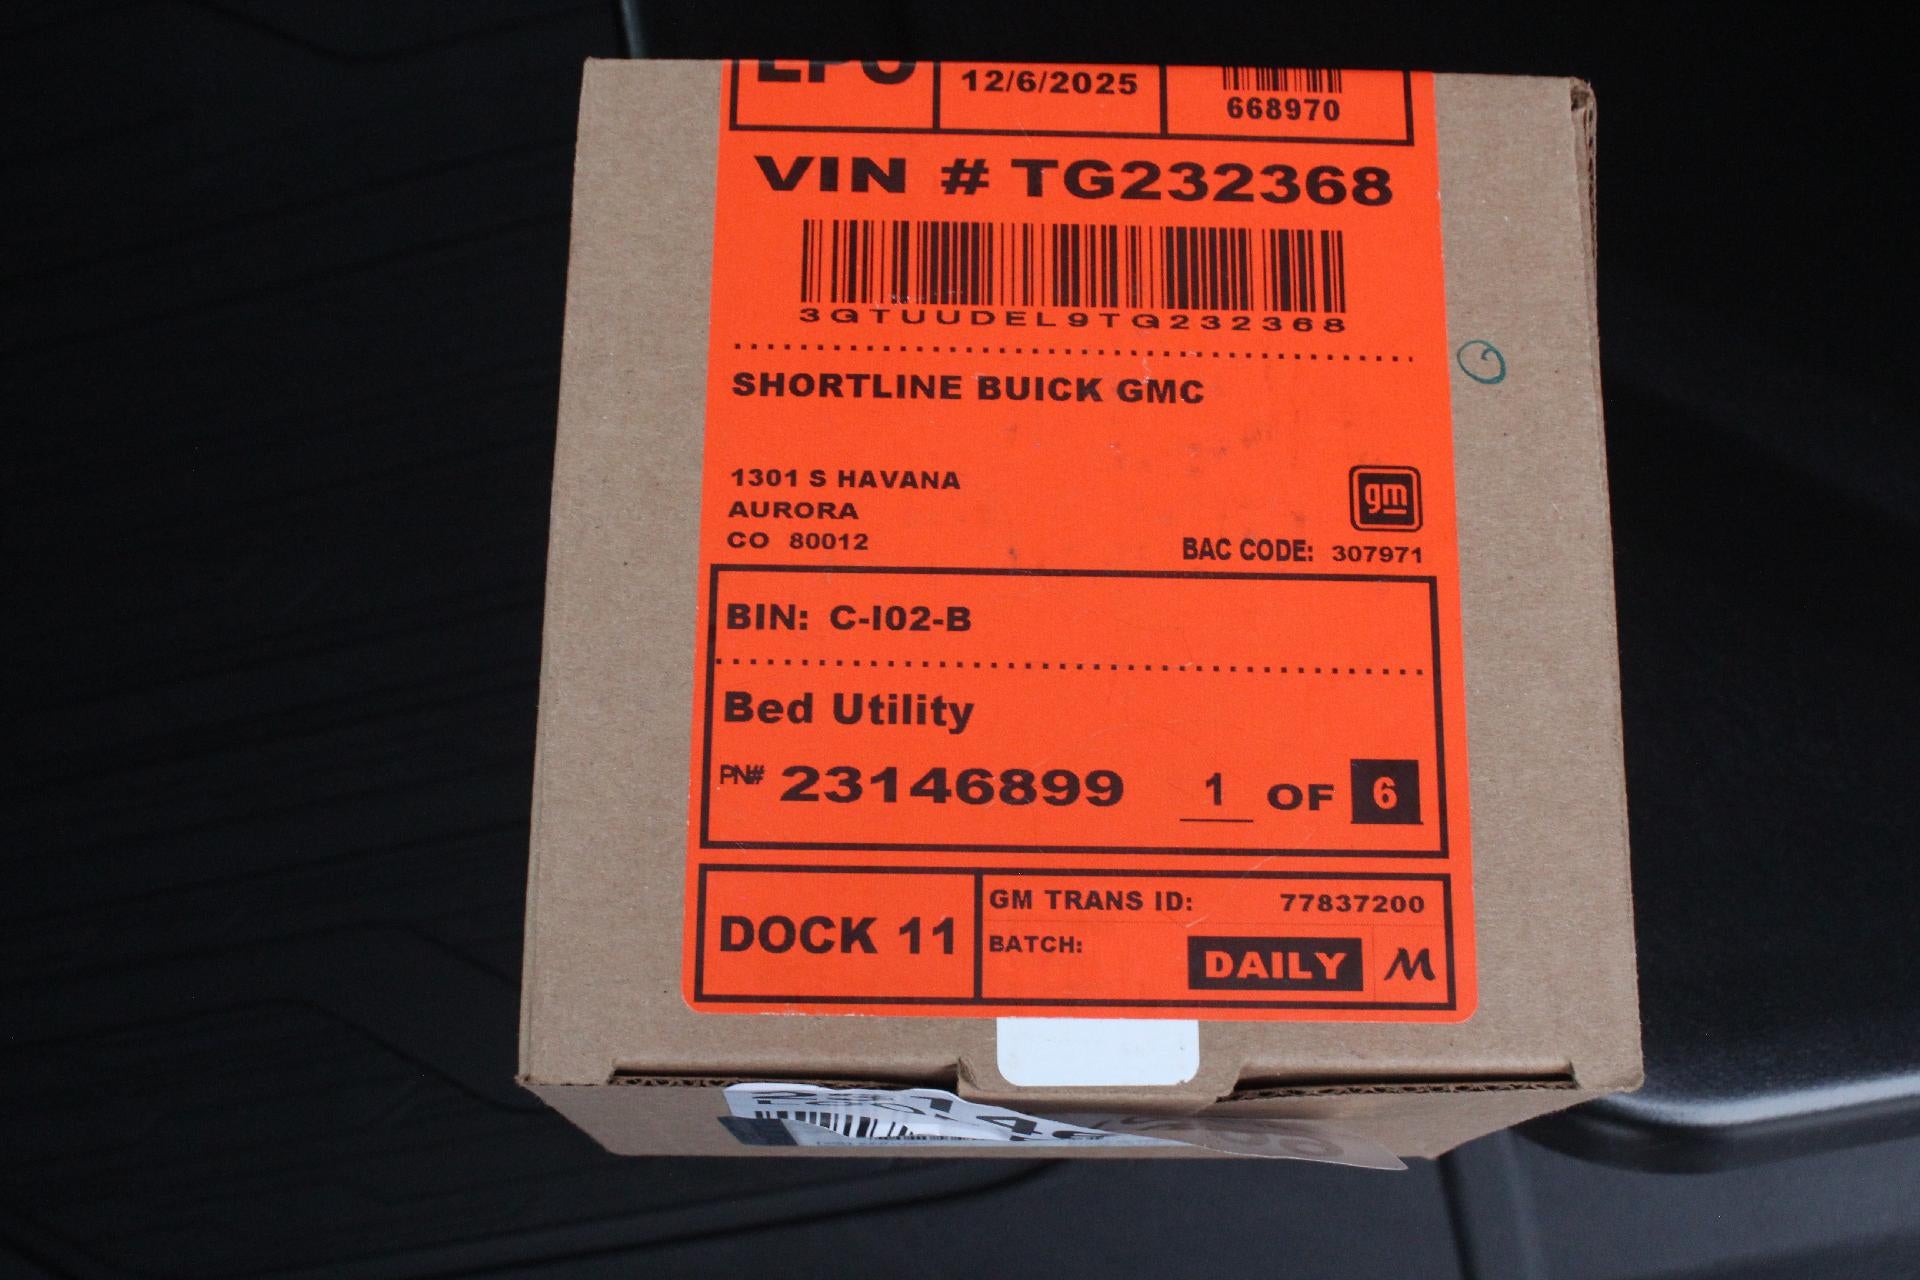 LPO
12/6/2025
668970
VIN # TG232368
3GTUUDEL9TG232368
SHORTLINE BUICK GMC
1301 S HAVANA
AURORA
CO 80012
gm
BAC CODE: 307971
BIN: C-I02-B
Bed Utility
PN# 23146899 1 OF 6
DOCK 11
GM TRANS ID: 77837200
BATCH: DAILY M